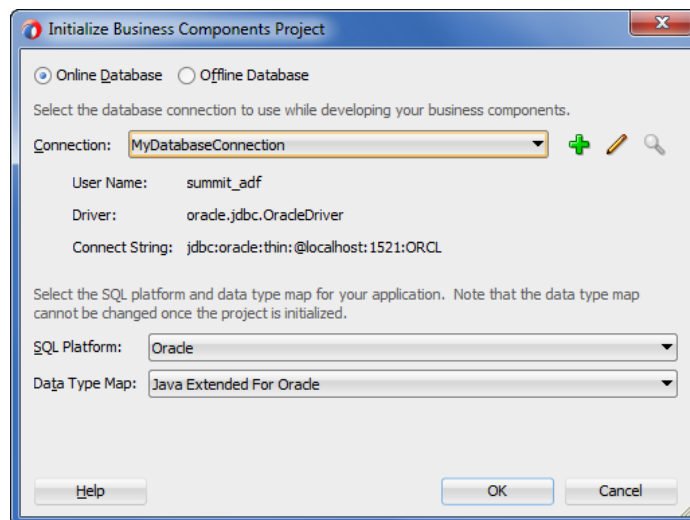 Initialize Business Components Project
Online Database Offline Database
Select the database connection to use while developing your business components.
Connection: MyDatabaseConnection
User Name: summit_adf
Driver: oracle.jdbc.OracleDriver
Connect String: jdbc:oracle:thin:@localhost:1521:ORCL
Select the SQL platform and data type map for your application. Note that the data type map
cannot be changed once the project is initialized.
SQL Platform: Oracle
Data Type Map: Java Extended For Oracle
Help OK Cancel